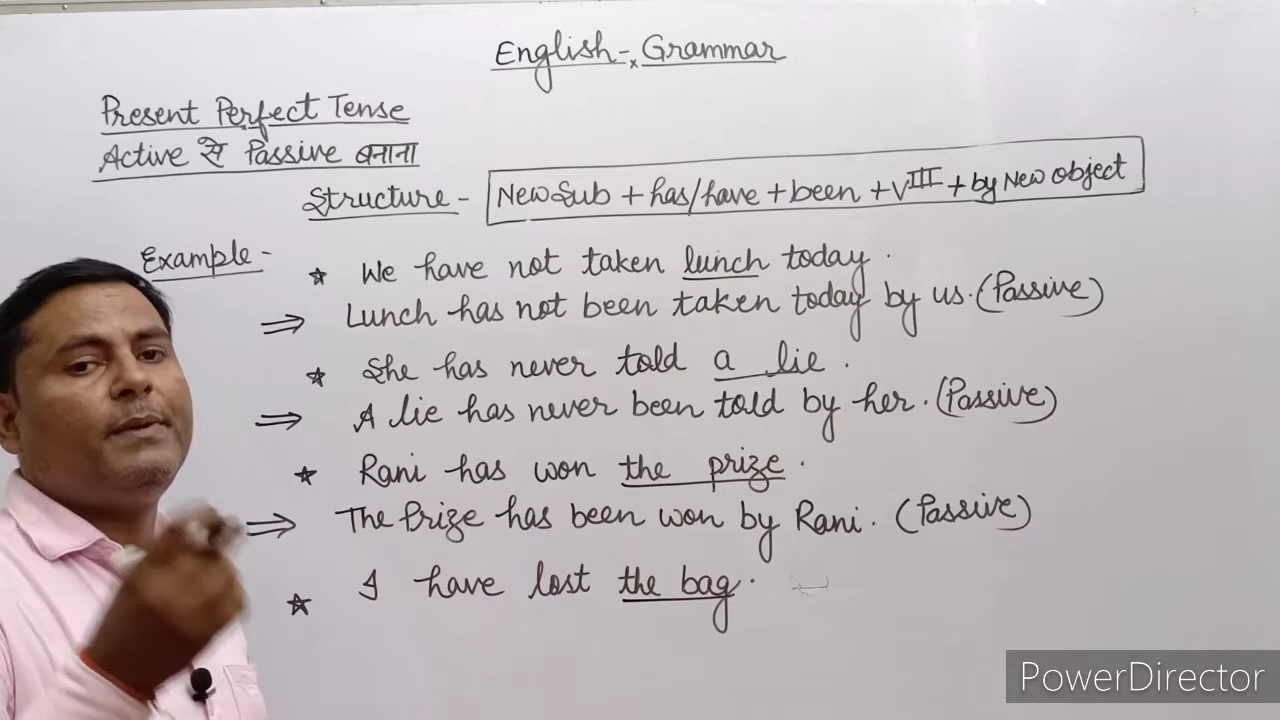 English - Grammar
Present Perfect Tense
Active से Passive बनाना
Structure - New Sub + has/have + been + VIII + by New Object
Example -
* We have not taken lunch today.
⇒ Lunch has not been taken today by us. (Passive)
* She has never told a lie.
⇒ A lie has never been told by her. (Passive)
* Rani has won the prize.
⇒ The Prize has been won by Rani. (Passive)
* I have lost the bag.
PowerDirector